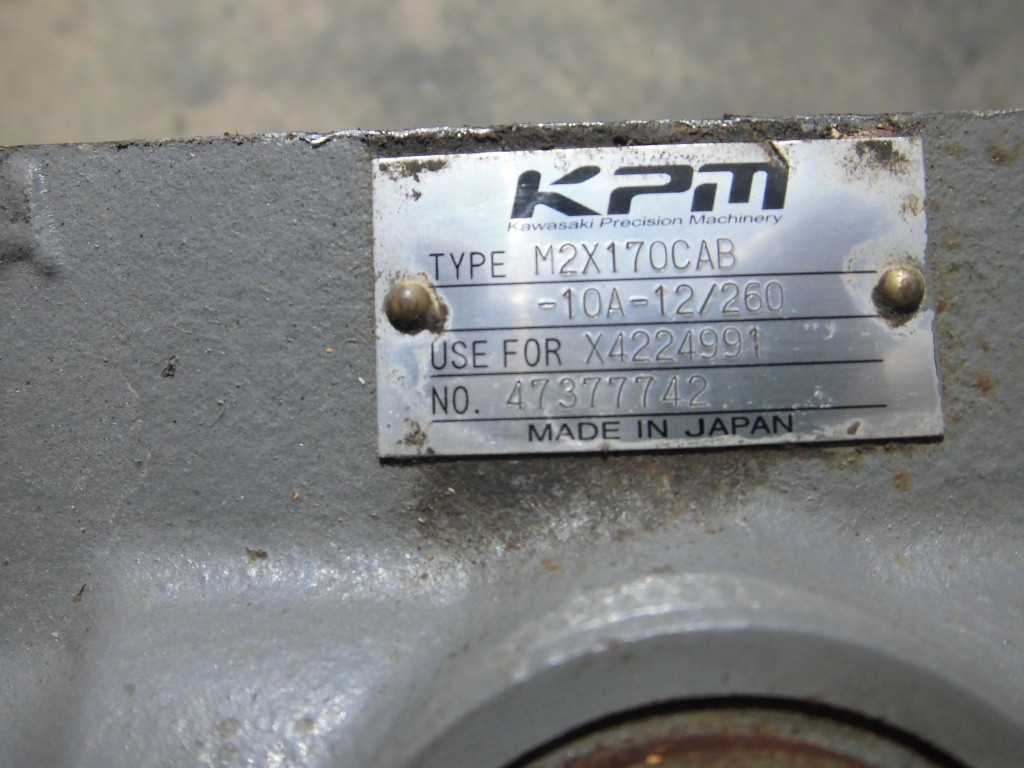 KPM
Kawasaki Precision Machinery
TYPE M2X170CAB
-10A-12/260
USE FOR X4224991
NO. 47377742
MADE IN JAPAN